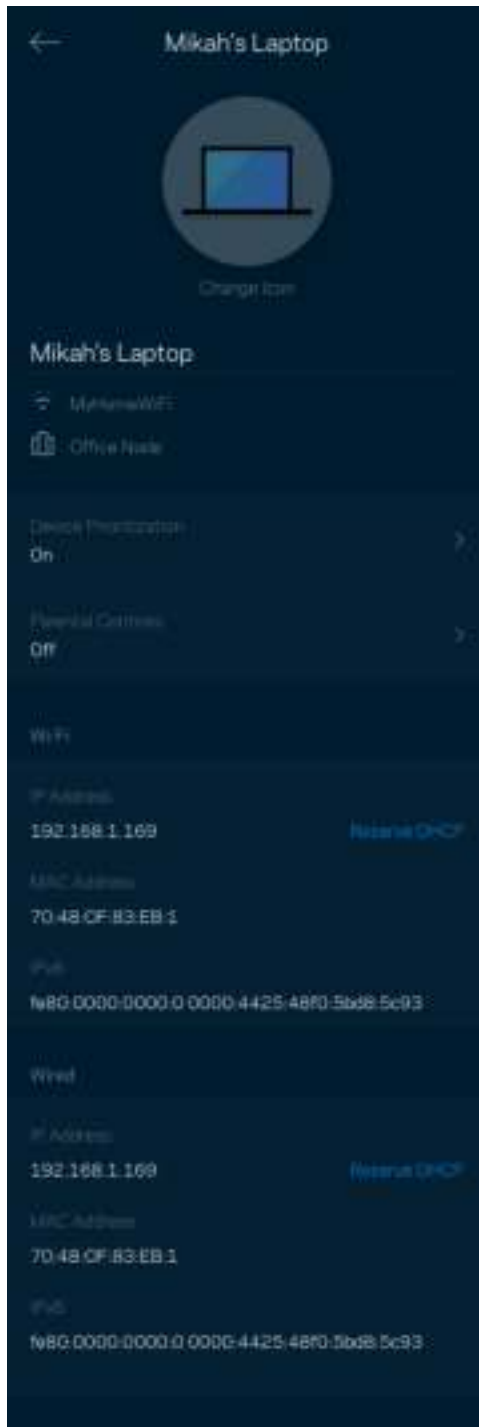 Mikah's Laptop
Change Icon
Mikah's Laptop
MyHomeWiFi
Office Node
Device Prioritization
On
Parental Controls
Off
Wi-Fi
IP Address
192.168.1.169 Reserve DHCP
MAC Address
70:48:0F:83:EB:1
IPv6
fe80:0000:0000:0:0000:4425:48f0:5bd8:5c93
Wired
IP Address
192.168.1.169 Reserve DHCP
MAC Address
70:48:0F:83:EB:1
IPv6
fe80:0000:0000:0:0000:4425:48f0:5bd8:5c93